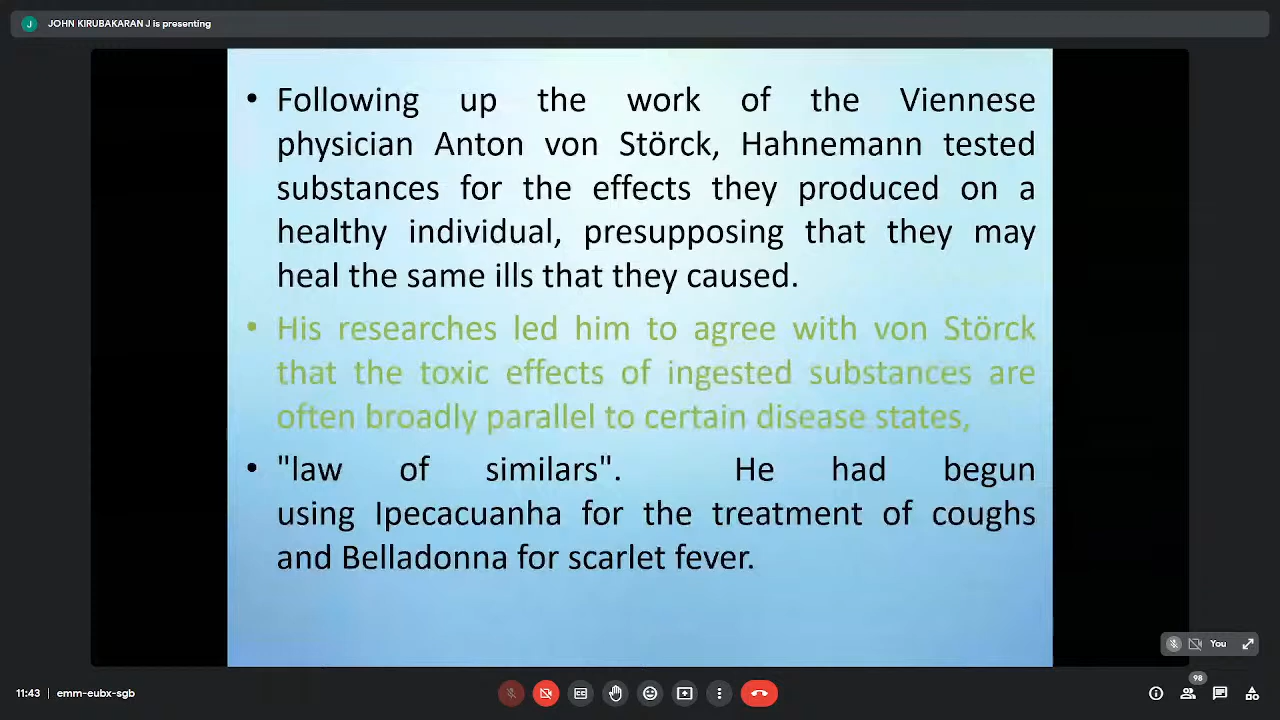 J JOHN KIRUBAKARAN J is presenting
• Following up the work of the Viennese
physician Anton von Störck, Hahnemann tested
substances for the effects they produced on a
healthy individual, presupposing that they may
heal the same ills that they caused.
• His researches led him to agree with von Störck
that the toxic effects of ingested substances are
often broadly parallel to certain disease states,
• "law of similars". He had begun
using Ipecacuanha for the treatment of coughs
and Belladonna for scarlet fever.
You
11:43 | emm-eubx-sgb
CC
98